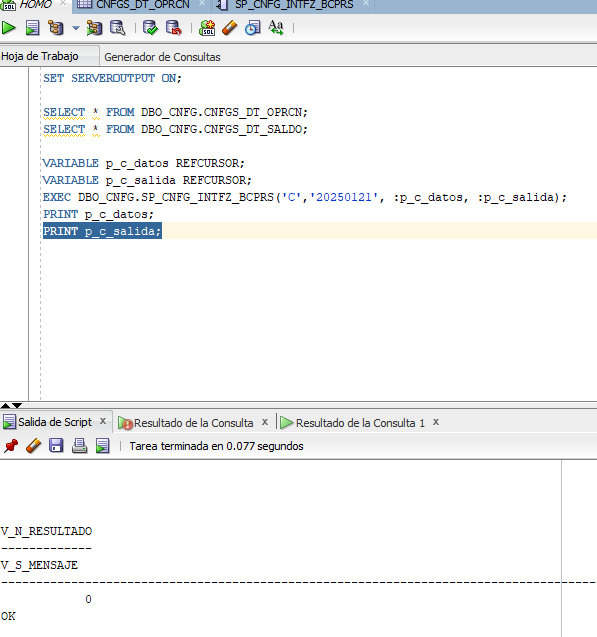 HOMO CNFGS_DT_OPRCN SP_CNFG_INTFZ_BCPRS
SQL Aa
Hoja de Trabajo Generador de Consultas
SET SERVEROUTPUT ON;
SELECT * FROM DBO_CNFG.CNFGS_DT_OPRCN;
SELECT * FROM DBO_CNFG.CNFGS_DT_SALDO;
VARIABLE p_c_datos REFCURSOR;
VARIABLE p_c_salida REFCURSOR;
EXEC DBO_CNFG.SP_CNFG_INTFZ_BCPRS('C','20250121', :p_c_datos, :p_c_salida);
PRINT p_c_datos;
PRINT p_c_salida;
Salida de Script x Resultado de la Consulta x Resultado de la Consulta 1 x
Tarea terminada en 0.077 segundos
V_N_RESULTADO
-------------
V_S_MENSAJE
--------------------------------------------------------------------------------
0
OK